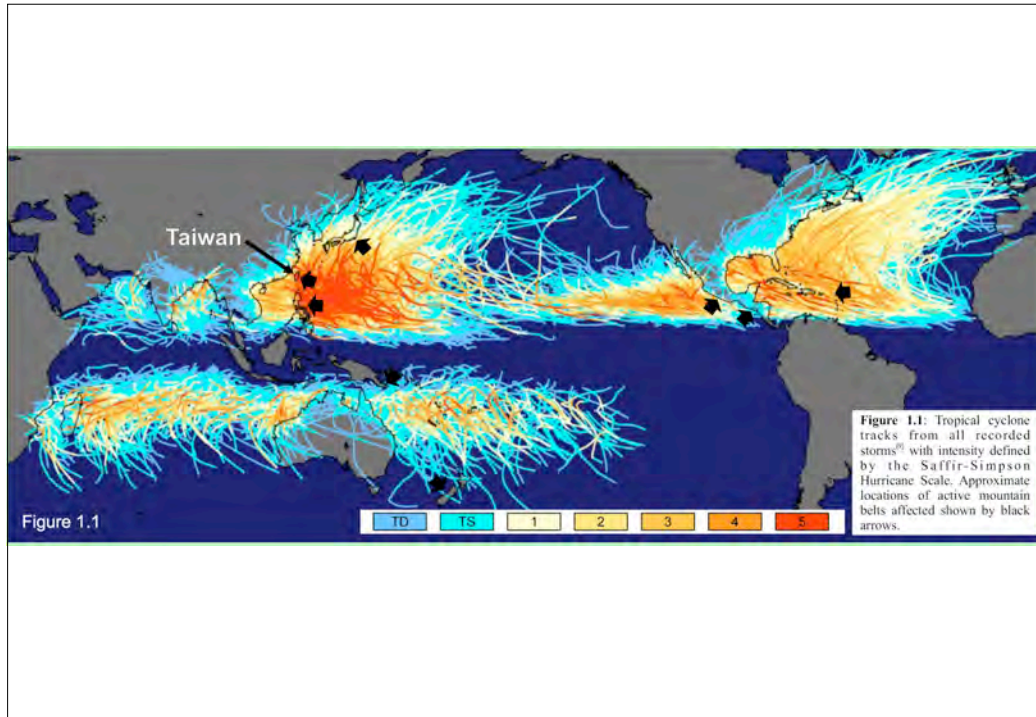 Taiwan
Figure 1.1: Tropical cyclone
tracks from all recorded
storms[9] with intensity defined
by the Saffir-Simpson
Hurricane Scale. Approximate
locations of active mountain
belts affected shown by black
arrows.
Figure 1.1
TD TS 1 2 3 4 5